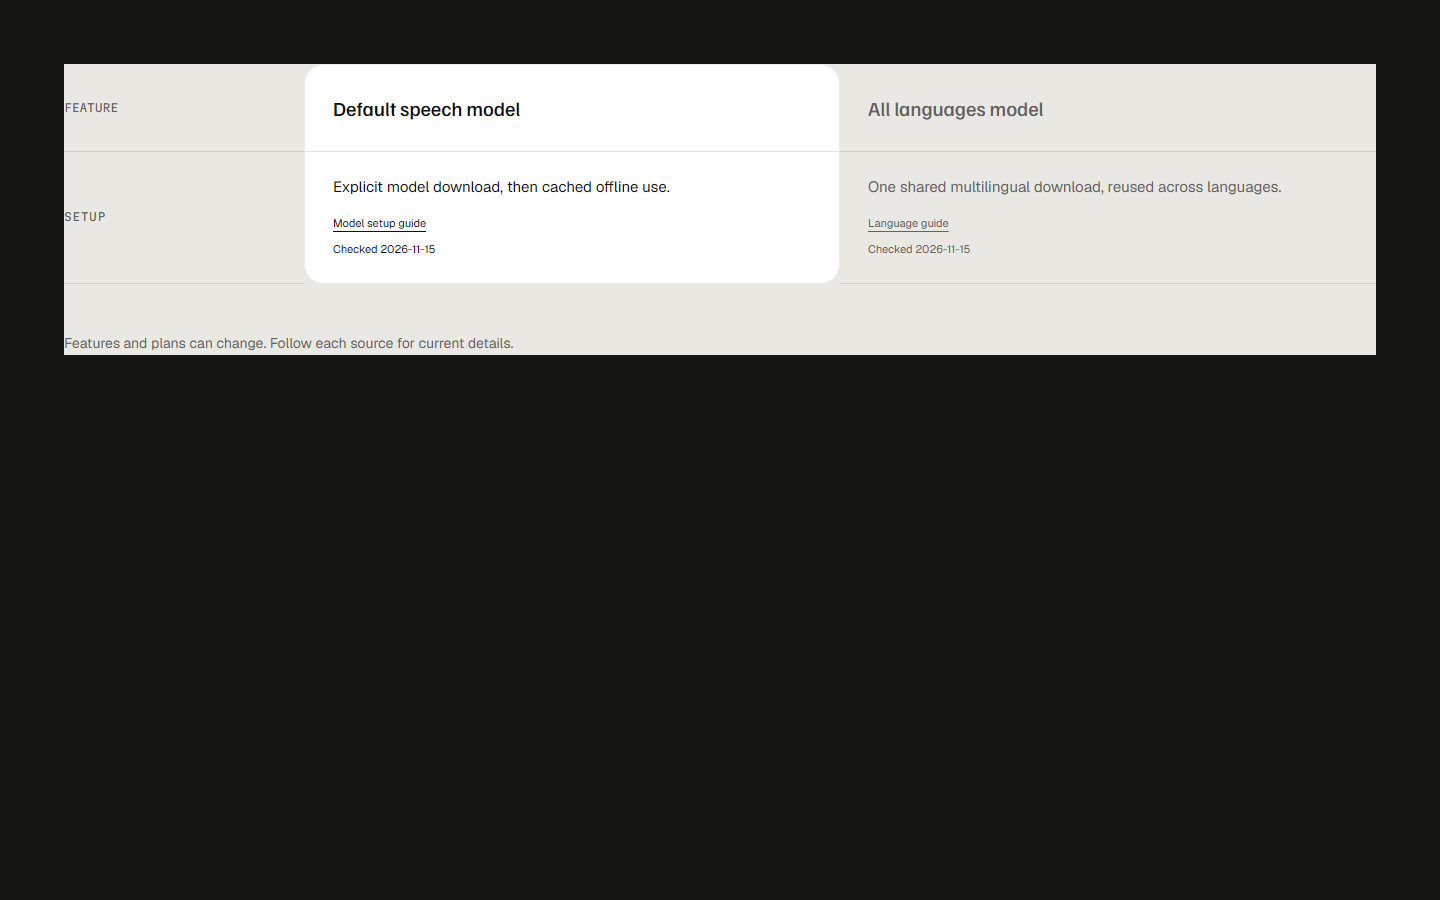 FEATURE
Default speech model
All languages model
SETUP
Explicit model download, then cached offline use.
Model setup guide
Checked 2026-11-15
One shared multilingual download, reused across languages.
Language guide
Checked 2026-11-15
Features and plans can change. Follow each source for current details.